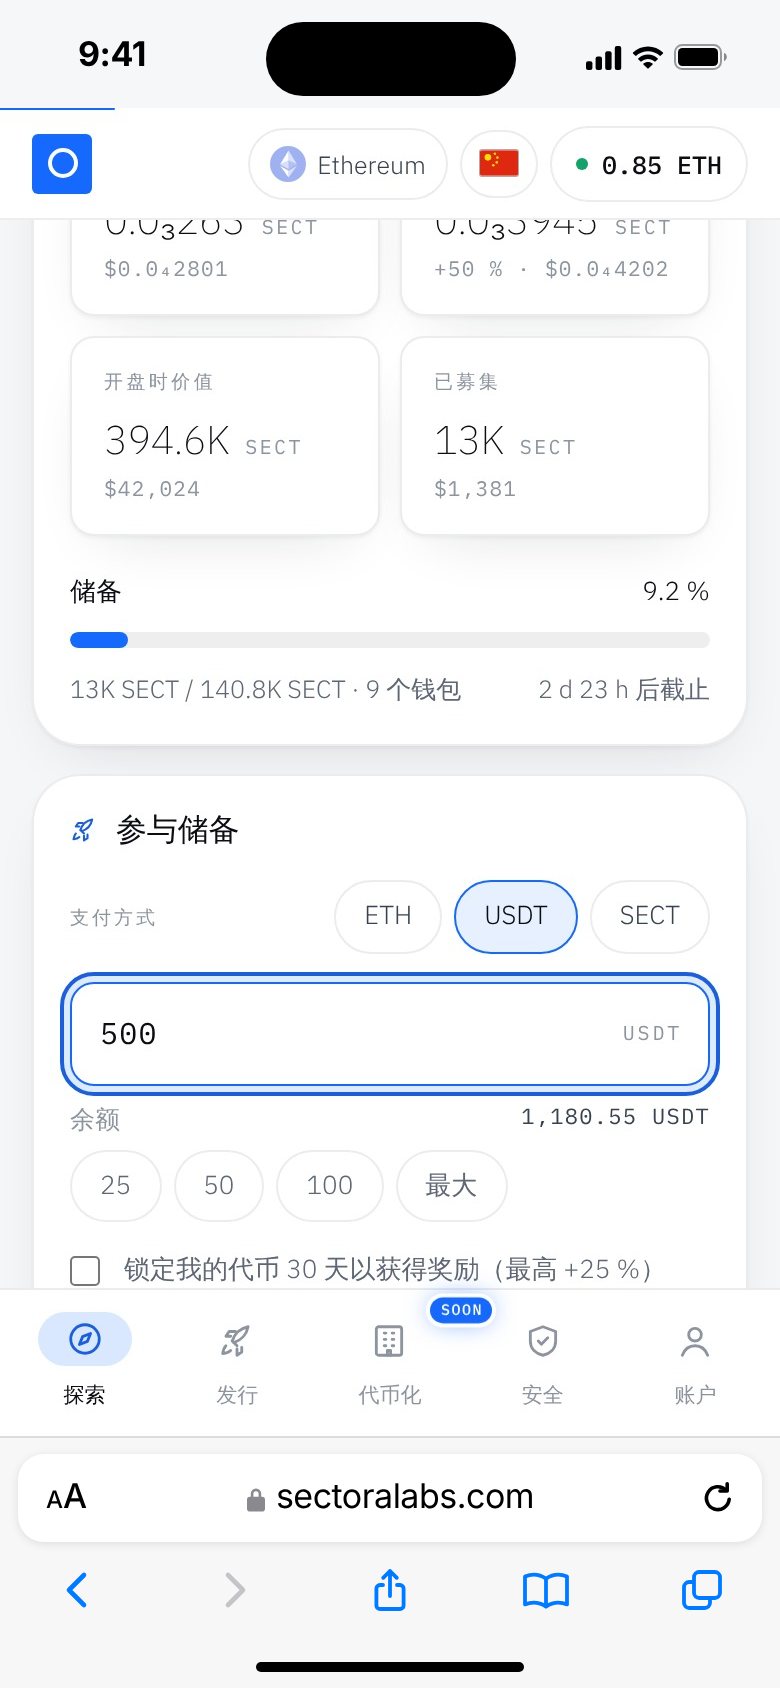 9:41
Ethereum
0.85 ETH
0.0₃263 SECT
0.0₃3945 SECT
$0.0₄2801
+50 % · $0.0₄4202
开盘时价值
已募集
394.6K SECT
13K SECT
$42,024
$1,381
储备
9.2 %
13K SECT / 140.8K SECT · 9 个钱包
2 d 23 h 后截止
参与储备
支付方式
ETH
USDT
SECT
500
USDT
余额
1,180.55 USDT
25
50
100
最大
锁定我的代币 30 天以获得奖励（最高 +25 %）
SOON
探索
发行
代币化
安全
账户
AA
sectoralabs.com